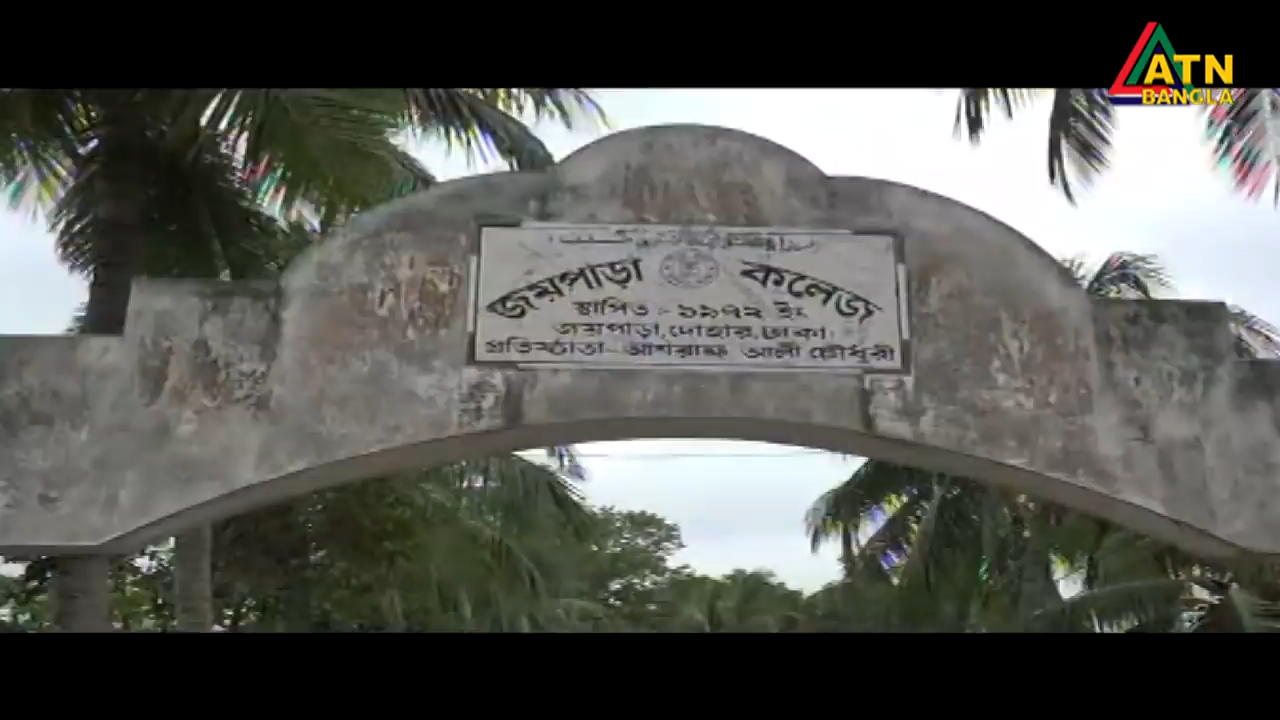 ATN
BANGLA
জয়পাড়া কলেজ
স্থাপিত :- ১৯৭২ ইং
জয়পাড়া, দোহার, ঢাকা।
প্রতিষ্ঠাতা - আশরাফ আলী চৌধুরী